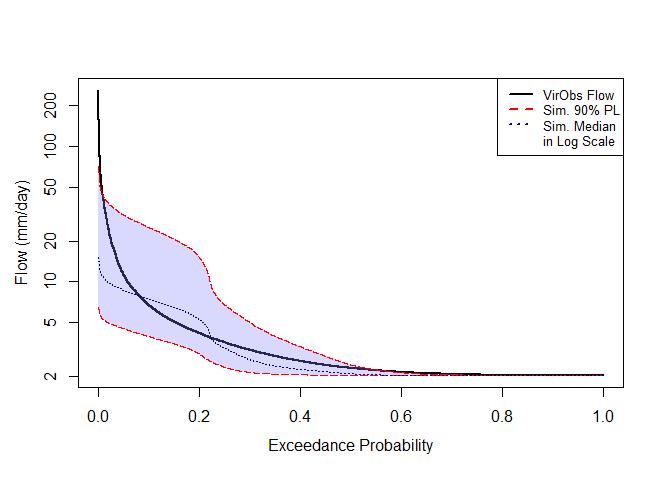 VirObs Flow
Sim. 90% PL
Sim. Median
in Log Scale
Flow (mm/day)
200
100
50
20
10
5
2
0.0 0.2 0.4 0.6 0.8 1.0
Exceedance Probability